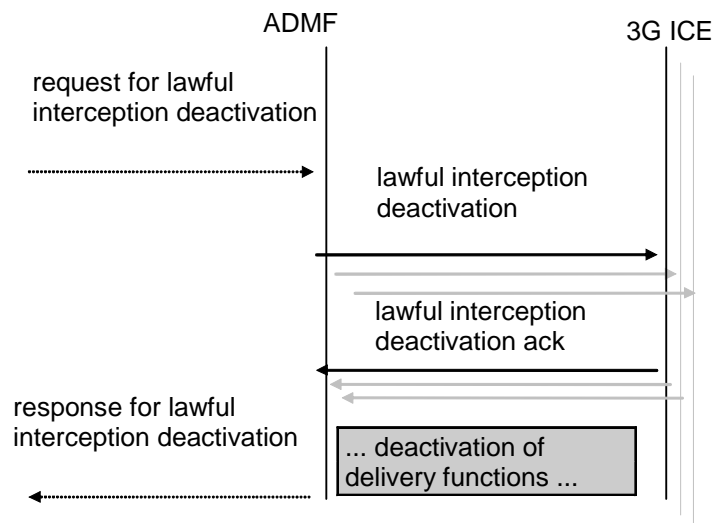 ADMF
3G ICE
request for lawful
interception deactivation
lawful interception
deactivation
lawful interception
deactivation ack
response for lawful
interception deactivation
... deactivation of
delivery functions ...